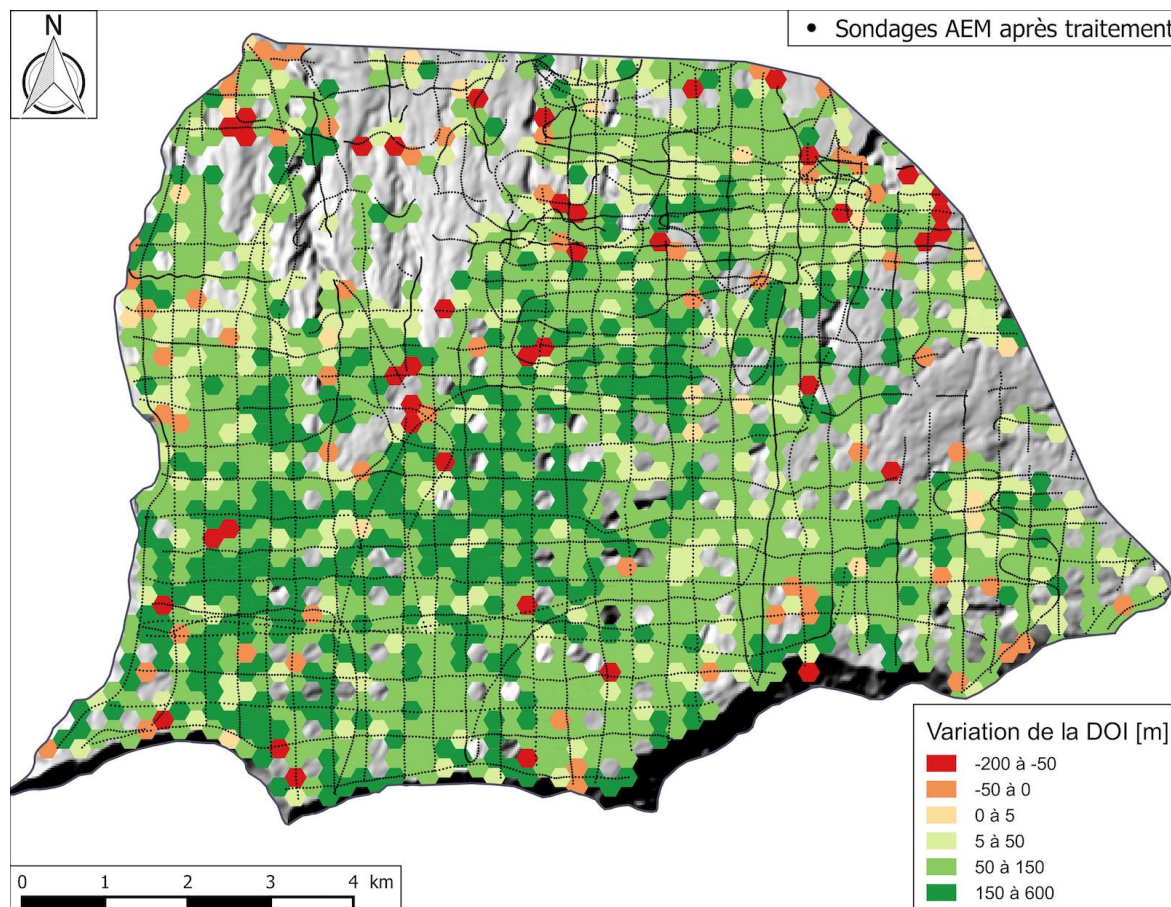 N
• Sondages AEM après traitement
Variation de la DOI [m]
-200 à -50
-50 à 0
0 à 5
5 à 50
50 à 150
150 à 600
0 1 2 3 4 km